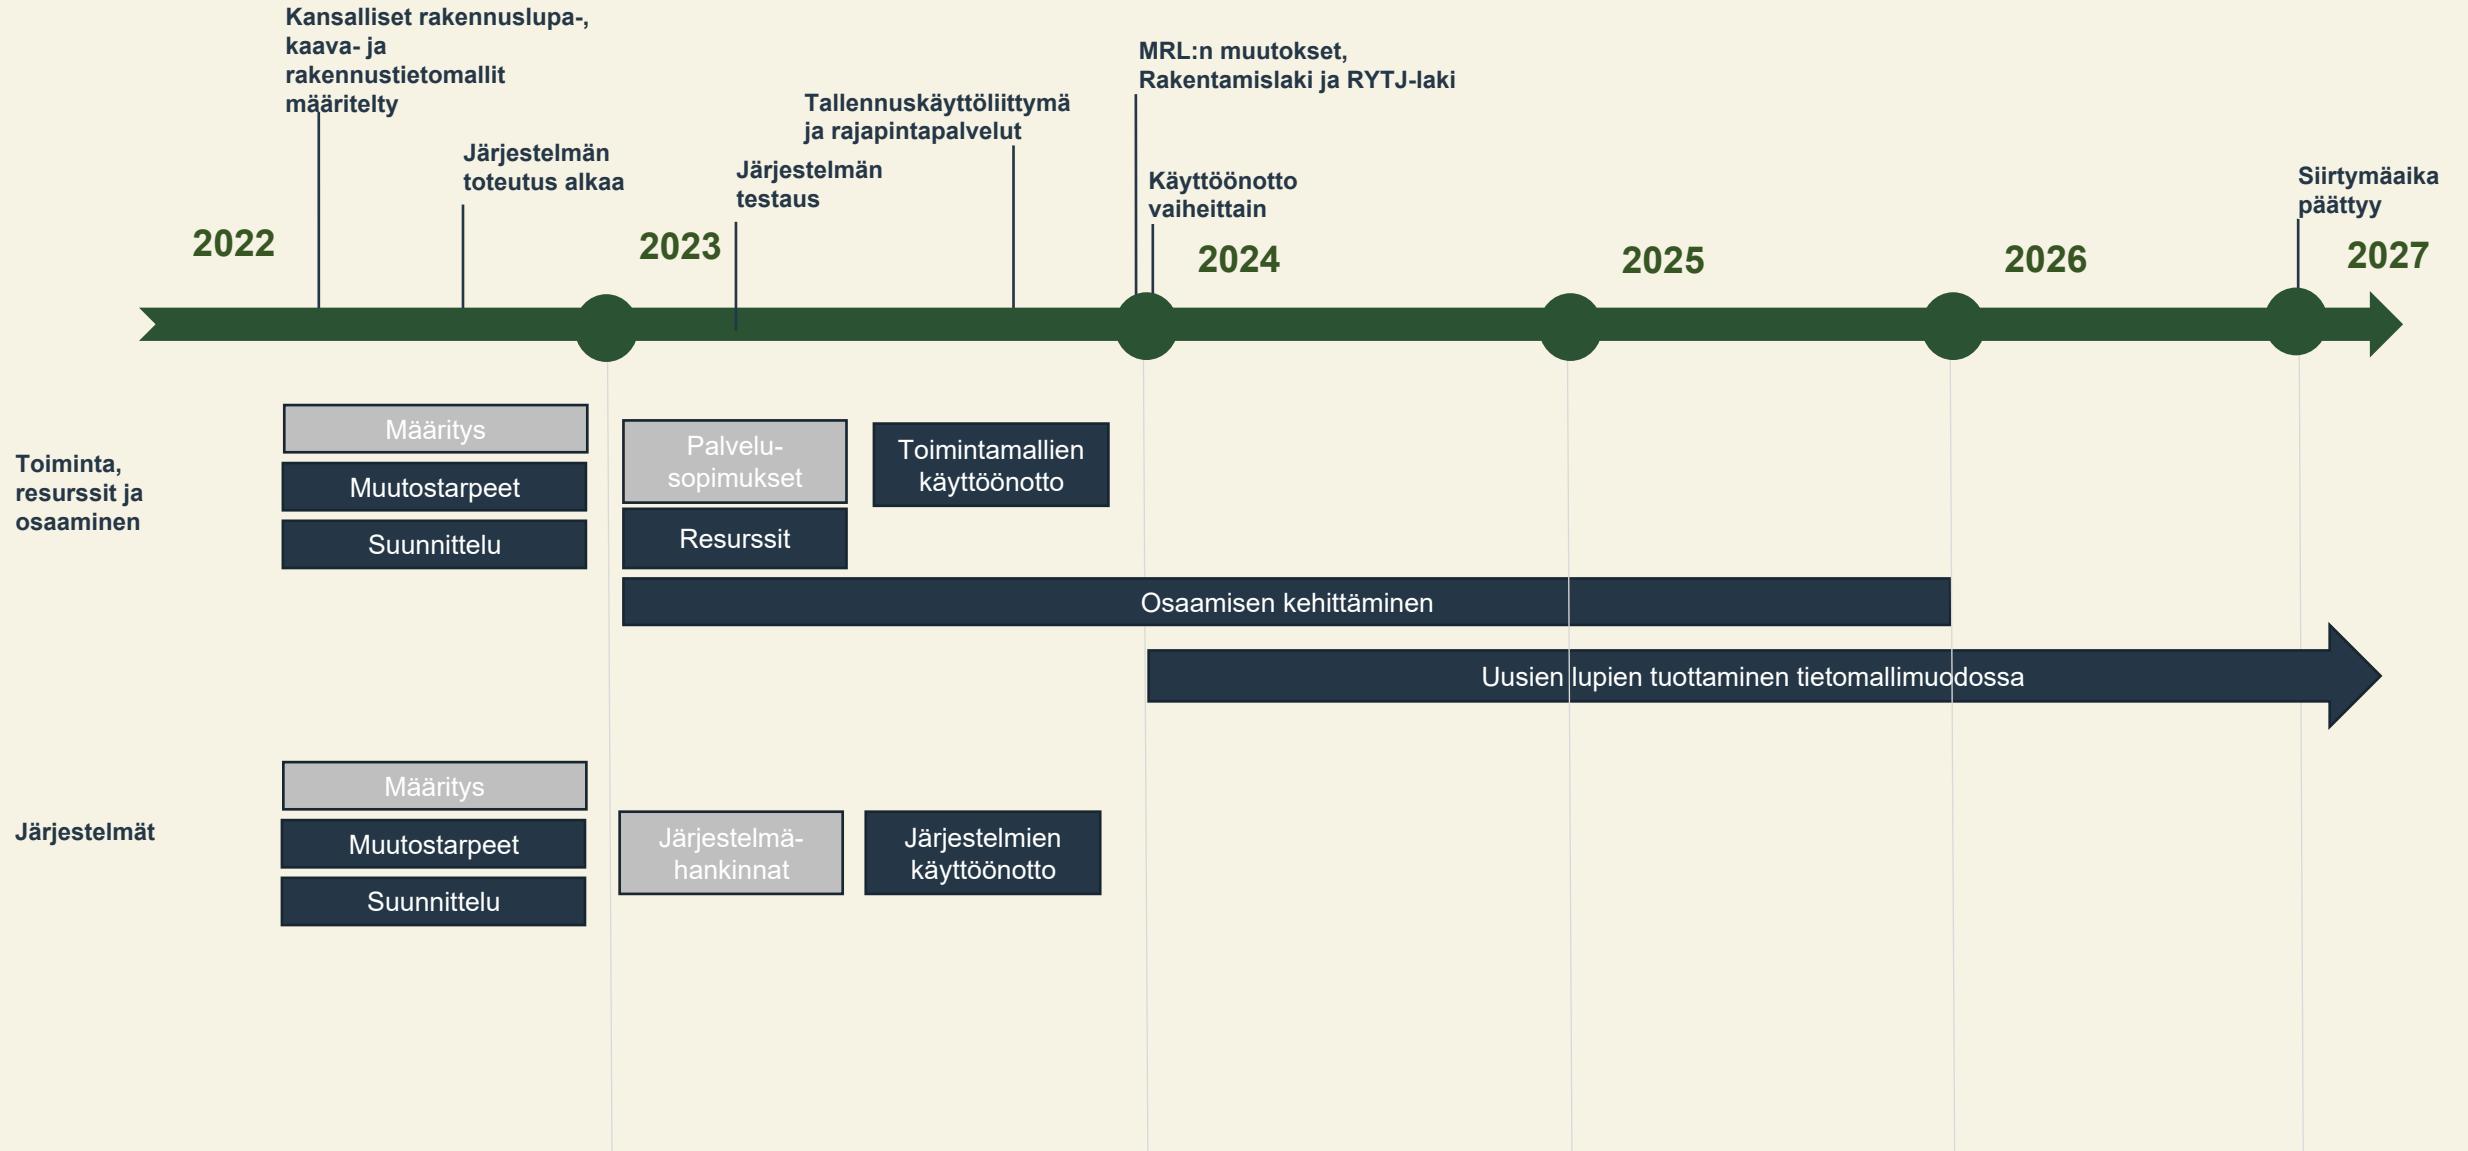 Kansalliset rakennuslupa-,
kaava- ja
rakennustietomallit
määritelty
Järjestelmän
toteutus alkaa
Järjestelmän
testaus
Tallennuskäyttöliittymä
ja rajapintapalvelut
MRL:n muutokset,
Rakentamislaki ja RYTJ-laki
Käyttöönotto
vaiheittain
Siirtymäaika
päättyy
2022
2023
2024
2025
2026
2027
Toiminta,
resurssit ja
osaaminen
Määritys
Muutostarpeet
Suunnittelu
Palvelu-
sopimukset
Resurssit
Toimintamallien
käyttöönotto
Osaamisen kehittäminen
Uusien lupien tuottaminen tietomallimuodossa
Järjestelmät
Määritys
Muutostarpeet
Suunnittelu
Järjestelmä-
hankinnat
Järjestelmien
käyttöönotto